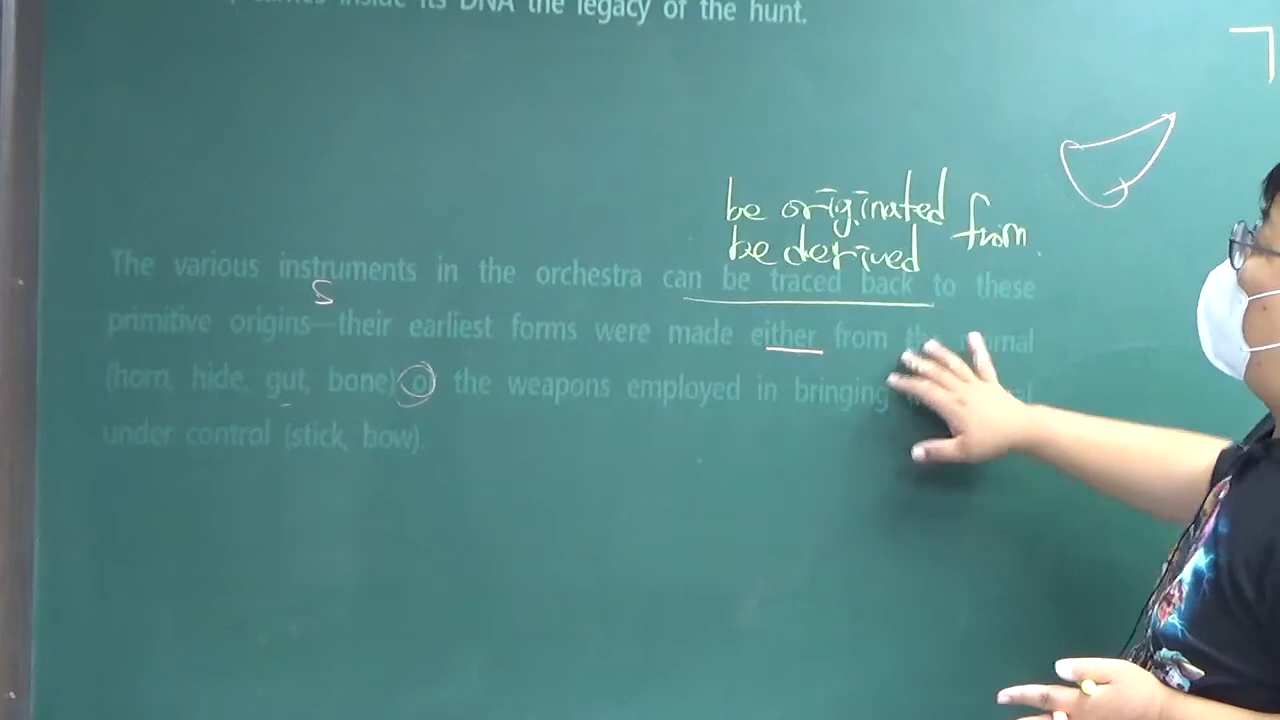 its DNA the legacy of the hunt.
be originated
be derived from.
The various instruments in the orchestra can be traced back to these
S
primitive origins—their earliest forms were made either from the animal
(horn, hide, gut, bone) or the weapons employed in bringing
under control (stick, bow).